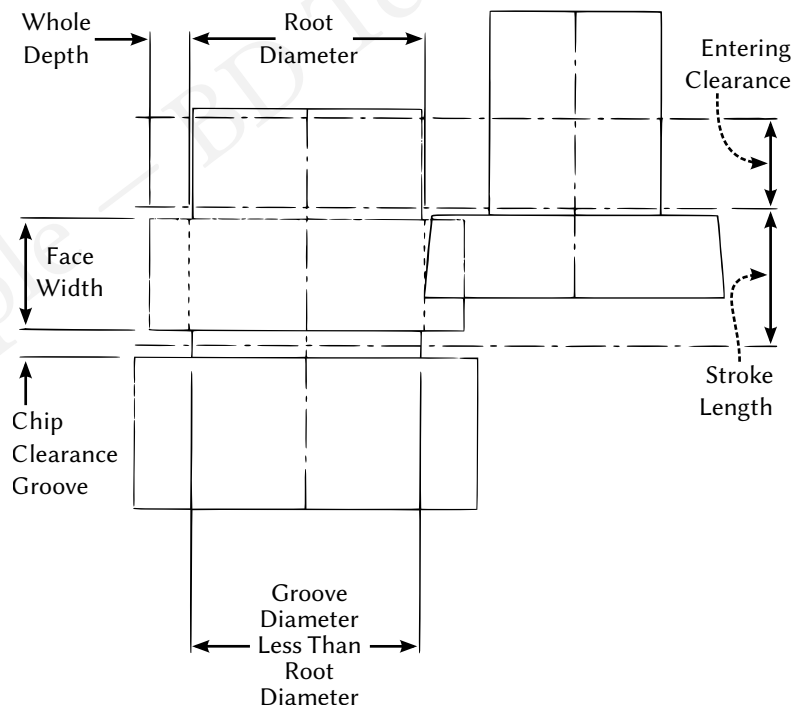 Whole
Depth
Root
Diameter
Entering
Clearance
Face
Width
Stroke
Length
Chip
Clearance
Groove
Groove
Diameter
Less Than
Root
Diameter